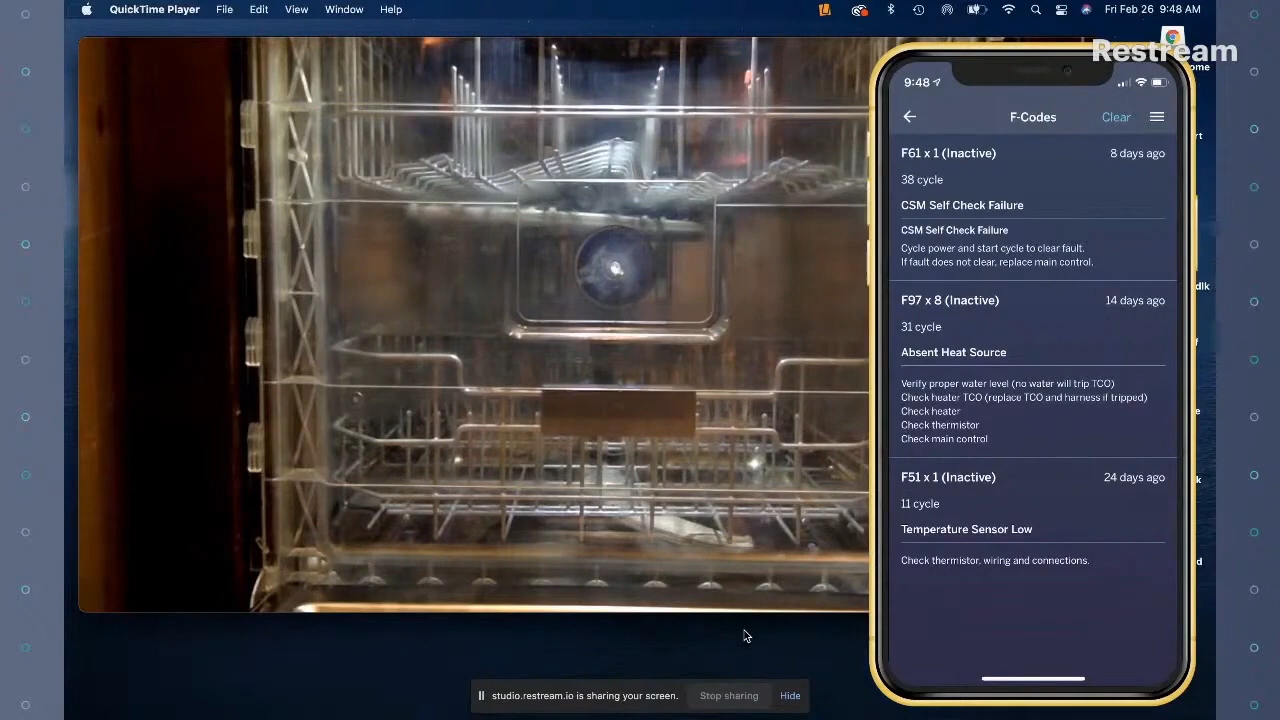 QuickTime Player File Edit View Window Help
Fri Feb 26 9:48 AM
Restream
9:48
F-Codes
Clear
F61 x 1 (Inactive)
8 days ago
38 cycle
CSM Self Check Failure
CSM Self Check Failure
Cycle power and start cycle to clear fault.
If fault does not clear, replace main control.
F97 x 8 (Inactive)
14 days ago
31 cycle
Absent Heat Source
Verify proper water level (no water will trip TCO)
Check heater TCO (replace TCO and harness if tripped)
Check heater
Check thermistor
Check main control
F51 x 1 (Inactive)
24 days ago
11 cycle
Temperature Sensor Low
Check thermistor, wiring and connections.
studio.restream.io is sharing your screen.
Stop sharing
Hide